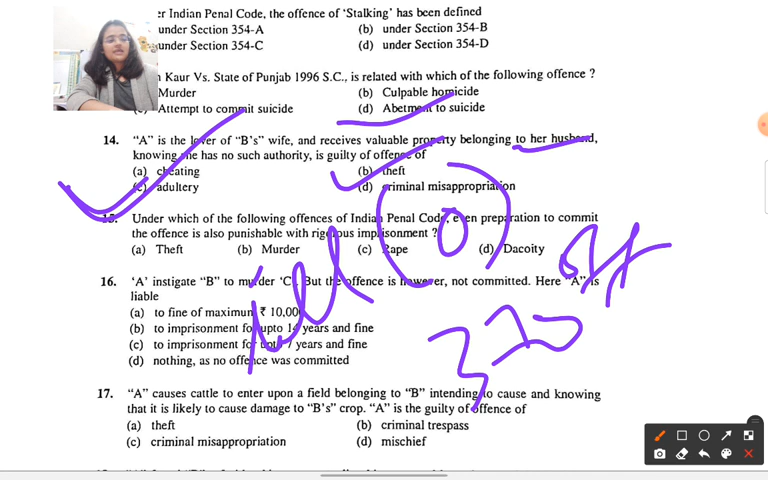 er Indian Penal Code, the offence of ‘Stalking’ has been defined
under Section 354-A (b) under Section 354-B
under Section 354-C (d) under Section 354-D
Kaur Vs. State of Punjab 1996 S.C., is related with which of the following offence ?
Murder (b) Culpable homicide
Attempt to commit suicide (d) Abetment to suicide
14. “A” is the lover of “B’s” wife, and receives valuable property belonging to her husband,
knowing she has no such authority, is guilty of offence of
(a) cheating (b) theft
(c) adultery (d) criminal misappropriation
15. Under which of the following offences of Indian Penal Code, even preparation to commit
the offence is also punishable with rigorous imprisonment ?
(a) Theft (b) Murder (c) Rape (d) Dacoity
16. ‘A’ instigate “B” to murder ‘C’. But the offence is however, not committed. Here “A” is
liable
(a) to fine of maximum ₹ 10,000
(b) to imprisonment for upto 14 years and fine
(c) to imprisonment for upto 7 years and fine
(d) nothing, as no offence was committed
17. “A” causes cattle to enter upon a field belonging to “B” intending to cause and knowing
that it is likely to cause damage to “B’s” crop. “A” is the guilty of offence of
(a) theft (b) criminal trespass
(c) criminal misappropriation (d) mischief